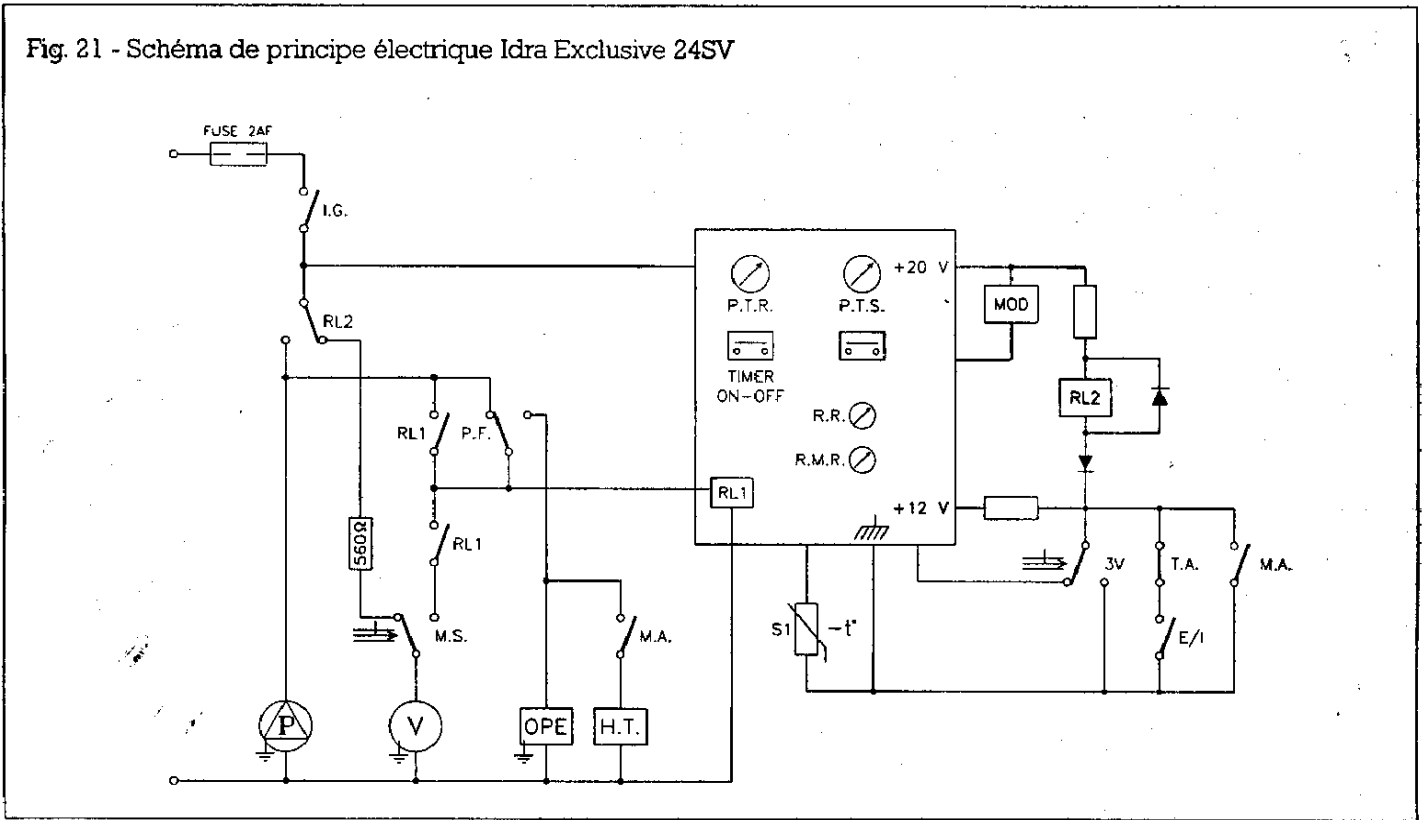 Fig. 21 - Schéma de principe électrique Idra Exclusive 24SV
FUSE 2AF
I.G.
RL2
RL1
P.F.
RL1
560Ω
M.S.
M.A.
P
V
OPE
H.T.
P.T.R.
P.T.S.
+20 V
TIMER
ON-OFF
R.R.
R.M.R.
RL1
+12 V
MOD
RL2
S1
-t°
3V
T.A.
E/I
M.A.